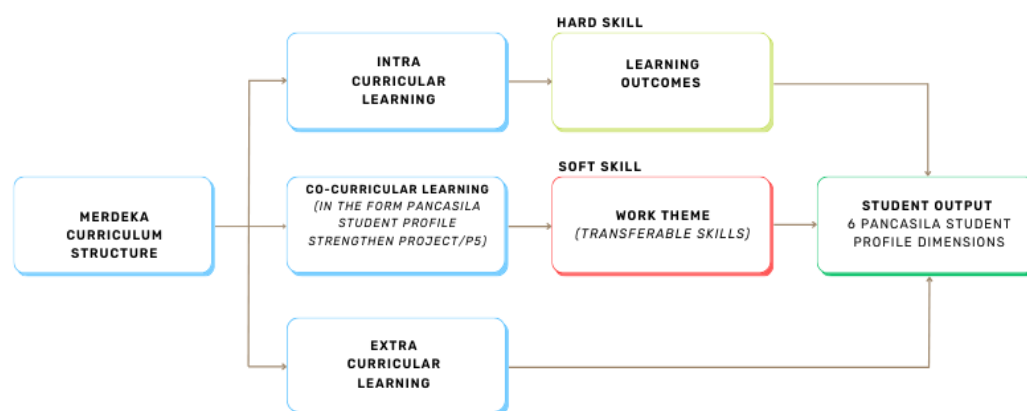 HARD SKILL
INTRA
CURRICULAR
LEARNING
LEARNING
OUTCOMES
SOFT SKILL
MERDEKA
CURRICULUM
STRUCTURE
CO-CURRICULAR LEARNING
(IN THE FORM PANCASILA
STUDENT PROFILE
STRENGTHEN PROJECT/P5)
WORK THEME
(TRANSFERABLE SKILLS)
STUDENT OUTPUT
6 PANCASILA STUDENT
PROFILE DIMENSIONS
EXTRA
CURRICULAR
LEARNING